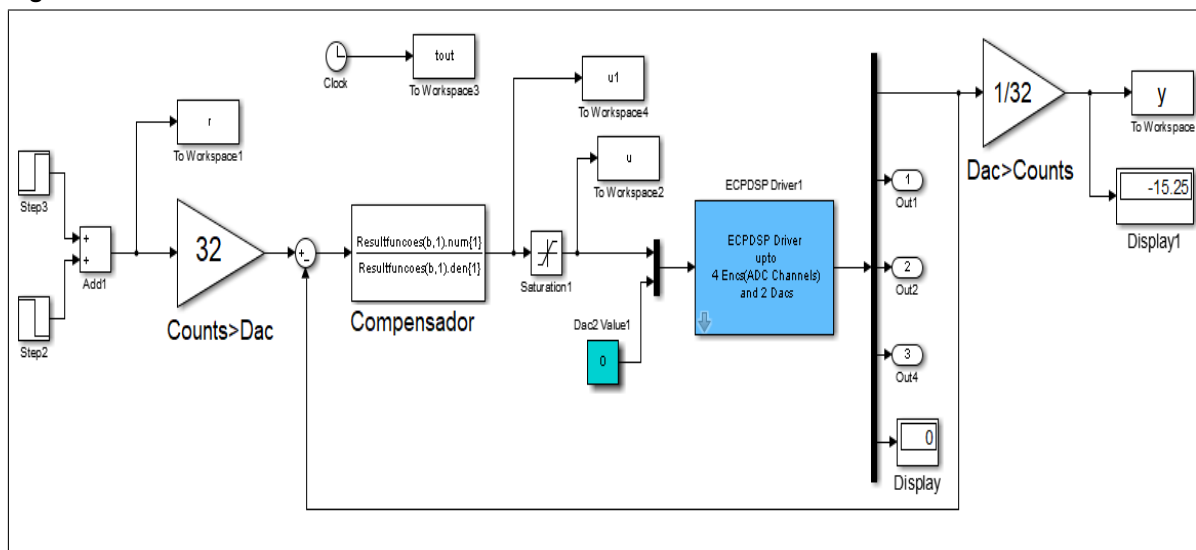 tout
Clock
To Workspace3
u1
To Workspace4
1/32
y
To Workspace
r
To Workspace1
u
To Workspace2
Dac>Counts
-15.25
Display1
Step3
+
+
Add1
32
Counts>Dac
+
-
Resultfuncoes(b,1).num{1}
Resultfuncoes(b,1).den{1}
Compensador
Saturation1
ECPDSP Driver1
ECPDSP Driver
upto
4 Encs(ADC Channels)
and 2 Dacs
1
Out1
2
Out2
3
Out4
Step2
Dac2 Value1
0
0
Display